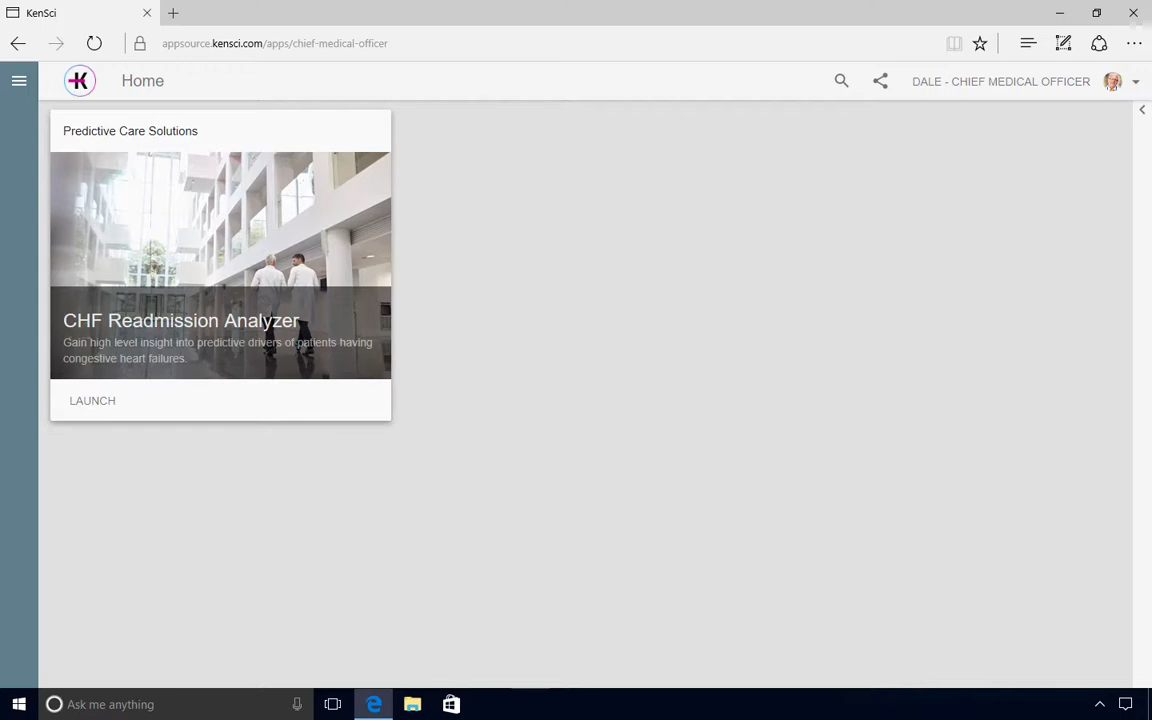 KenSci
appsource.kensci.com/apps/chief-medical-officer
K
Home
DALE - CHIEF MEDICAL OFFICER
Predictive Care Solutions
CHF Readmission Analyzer
Gain high level insight into predictive drivers of patients having
congestive heart failures.
LAUNCH
Ask me anything